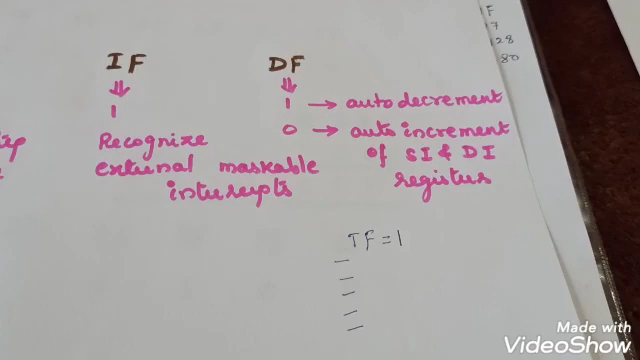 F
7
128
80
IF DF
1 1 → auto decrement
Recognize 0 → auto increment
external maskable of SI & DI
interrupts registers
TF = 1
Made with
VideoShow